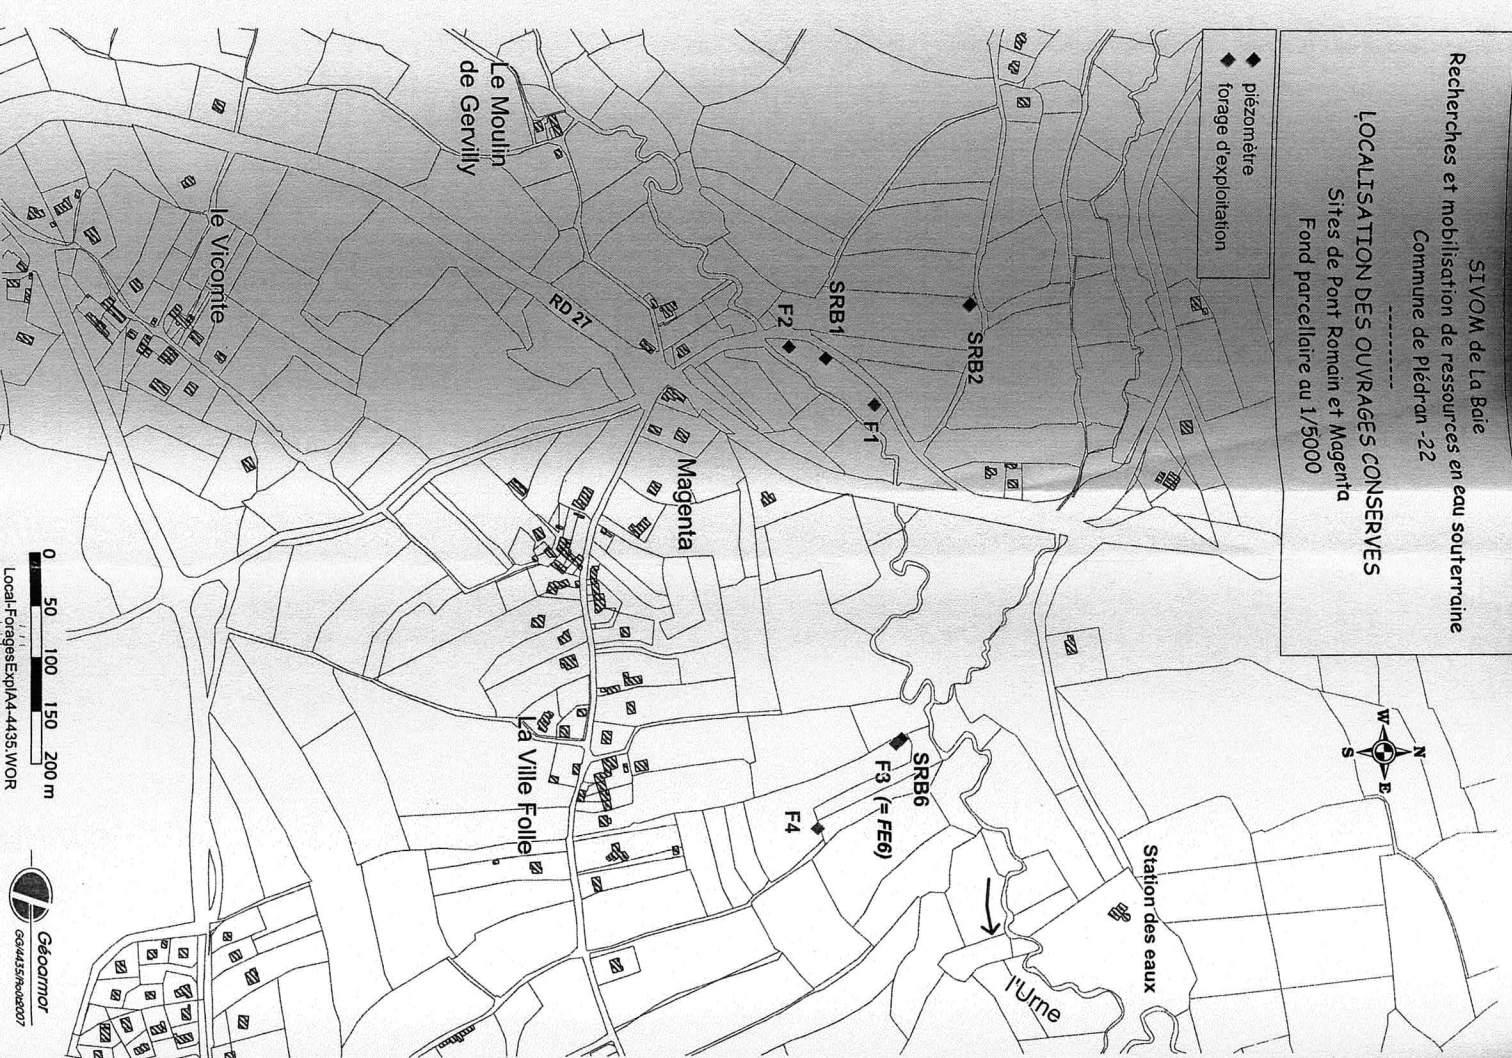 SIVOM de La Baie
Recherches et mobilisation de ressources en eau souterraine
Commune de Plédran -22
----------
LOCALISATION DES OUVRAGES CONSERVES
Sites de Pont Romain et Magenta
Fond parcellaire au 1/5000
piézomètre
forage d'exploitation
W
N
S
E
Le Moulin
de Gervilly
SRB2
SRB1
F2
F1
RD 27
le Vicomte
Magenta
La Ville Folle
SRB6
F3 (= FE6)
F4
Station des eaux
l'Urne
0 50 100 150 200 m
Local-ForagesExplA4-4435.WOR
Géoarmor
GG/4435/Août2007